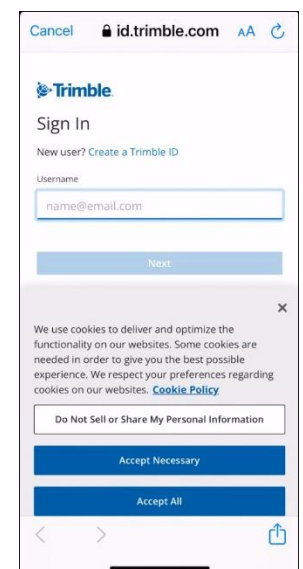 Cancel id.trimble.com AA
Trimble
Sign In
New user? Create a Trimble ID
Username
name@email.com
Next
We use cookies to deliver and optimize the
functionality on our websites. Some cookies are
needed in order to give you the best possible
experience. We respect your preferences regarding
cookies on our websites. Cookie Policy
Do Not Sell or Share My Personal Information
Accept Necessary
Accept All